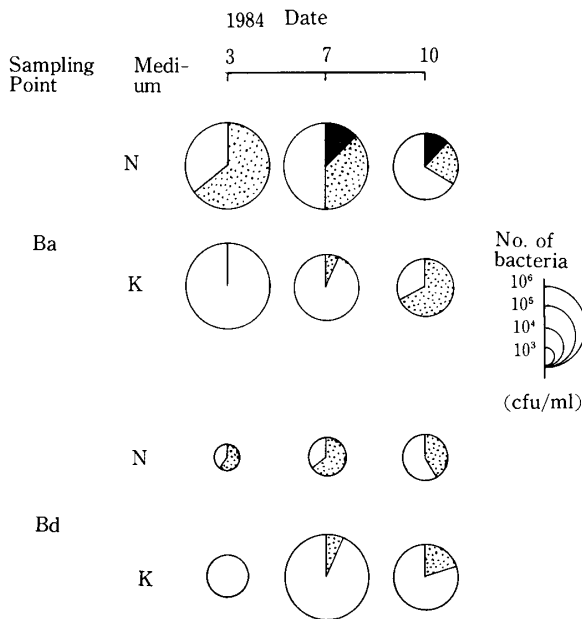 1984 Date
Sampling Point
Medi-um
3 7 10
N
Ba
K
No. of bacteria
10⁶
10⁵
10⁴
10³
(cfu/ml)
N
Bd
K